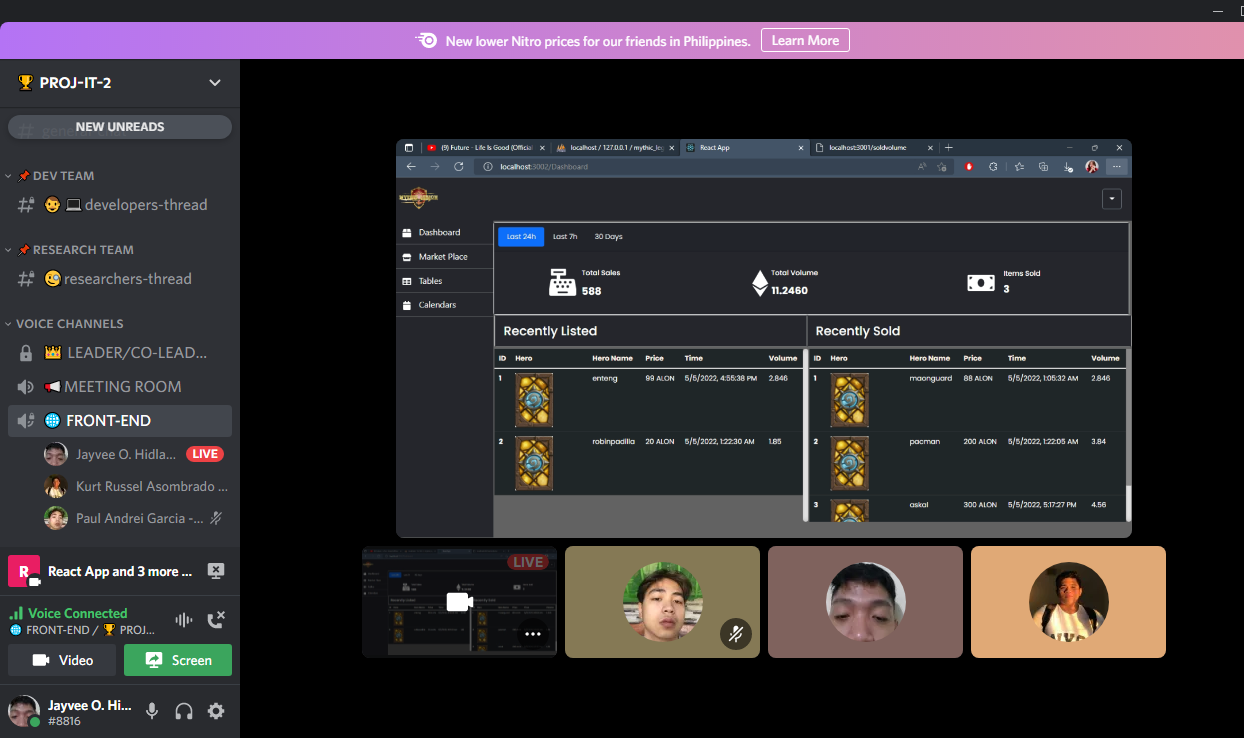 New lower Nitro prices for our friends in Philippines.
Learn More
PROJ-IT-2
NEW UNREADS
DEV TEAM
developers-thread
RESEARCH TEAM
researchers-thread
VOICE CHANNELS
LEADER/CO-LEAD...
MEETING ROOM
FRONT-END
Jayvee O. Hidla... LIVE
Kurt Russel Asombrado ...
Paul Andrei Garcia -...
R React App and 3 more ...
Voice Connected
FRONT-END / PROJ...
Video Screen
Jayvee O. Hi...
#8816
(9) Future - Life Is Good (Official localhost / 127.0.0.1 / mythic_leg React App localhost:3001/soldvolume
localhost:3002/Dashboard
Dashboard
Market Place
Tables
Calendars
Last 24h Last 7h 30 Days
Total Sales
588
Total Volume
11.2460
Items Sold
3
Recently Listed
ID Hero Hero Name Price Time Volume
1 enteng 99 ALON 5/5/2022, 4:55:38 PM 2.846
2 robinpadilla 20 ALON 5/5/2022, 1:22:30 AM 1.85
Recently Sold
ID Hero Hero Name Price Time Volume
1 maonguard 88 ALON 5/5/2022, 1:05:32 AM 2.846
2 pacman 200 ALON 5/5/2022, 1:22:05 AM 3.84
3 askal 300 ALON 5/5/2022, 5:17:27 PM 4.56
LIVE